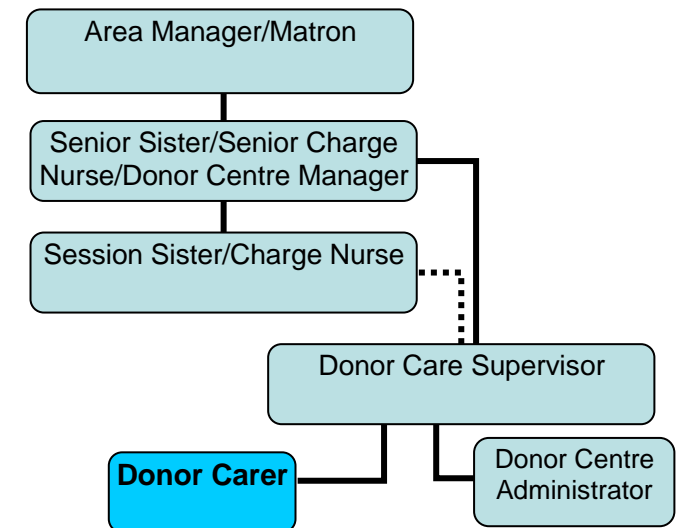 Area Manager/Matron
Senior Sister/Senior Charge
Nurse/Donor Centre Manager
Session Sister/Charge Nurse
Donor Care Supervisor
Donor Carer
Donor Centre
Administrator